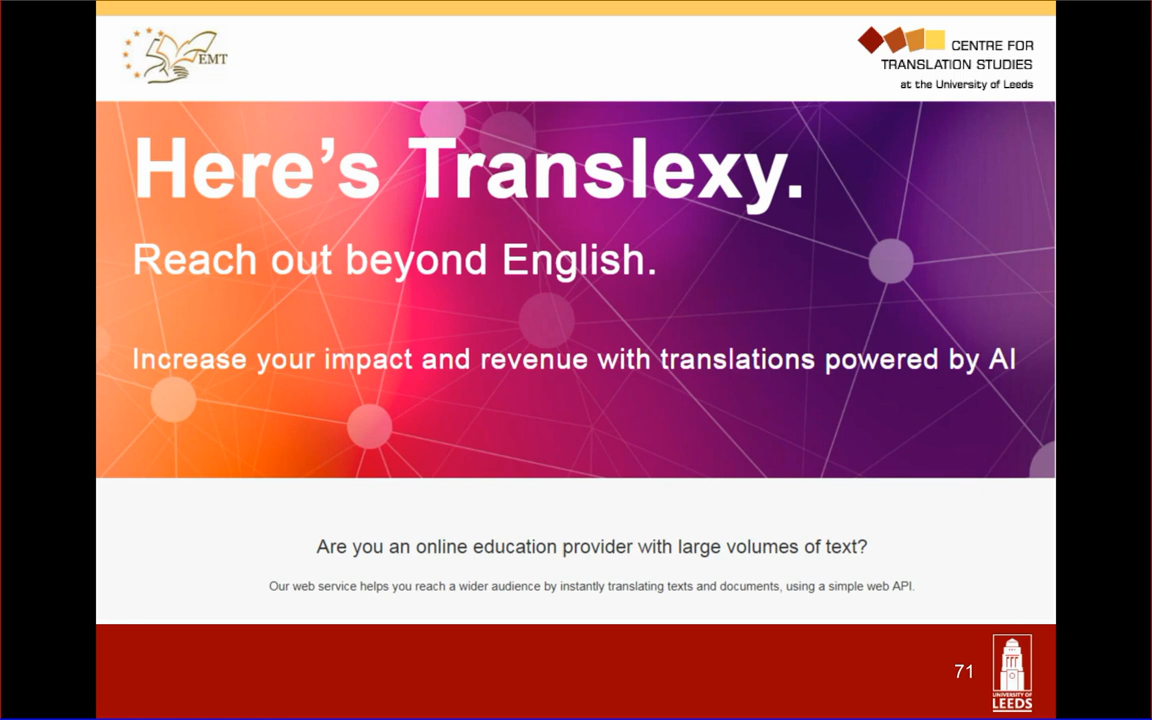 EMT
CENTRE FOR
TRANSLATION STUDIES
at the University of Leeds
Here’s Translexy.
Reach out beyond English.
Increase your impact and revenue with translations powered by AI
Are you an online education provider with large volumes of text?
Our web service helps you reach a wider audience by instantly translating texts and documents, using a simple web API.
71
UNIVERSITY OF
LEEDS